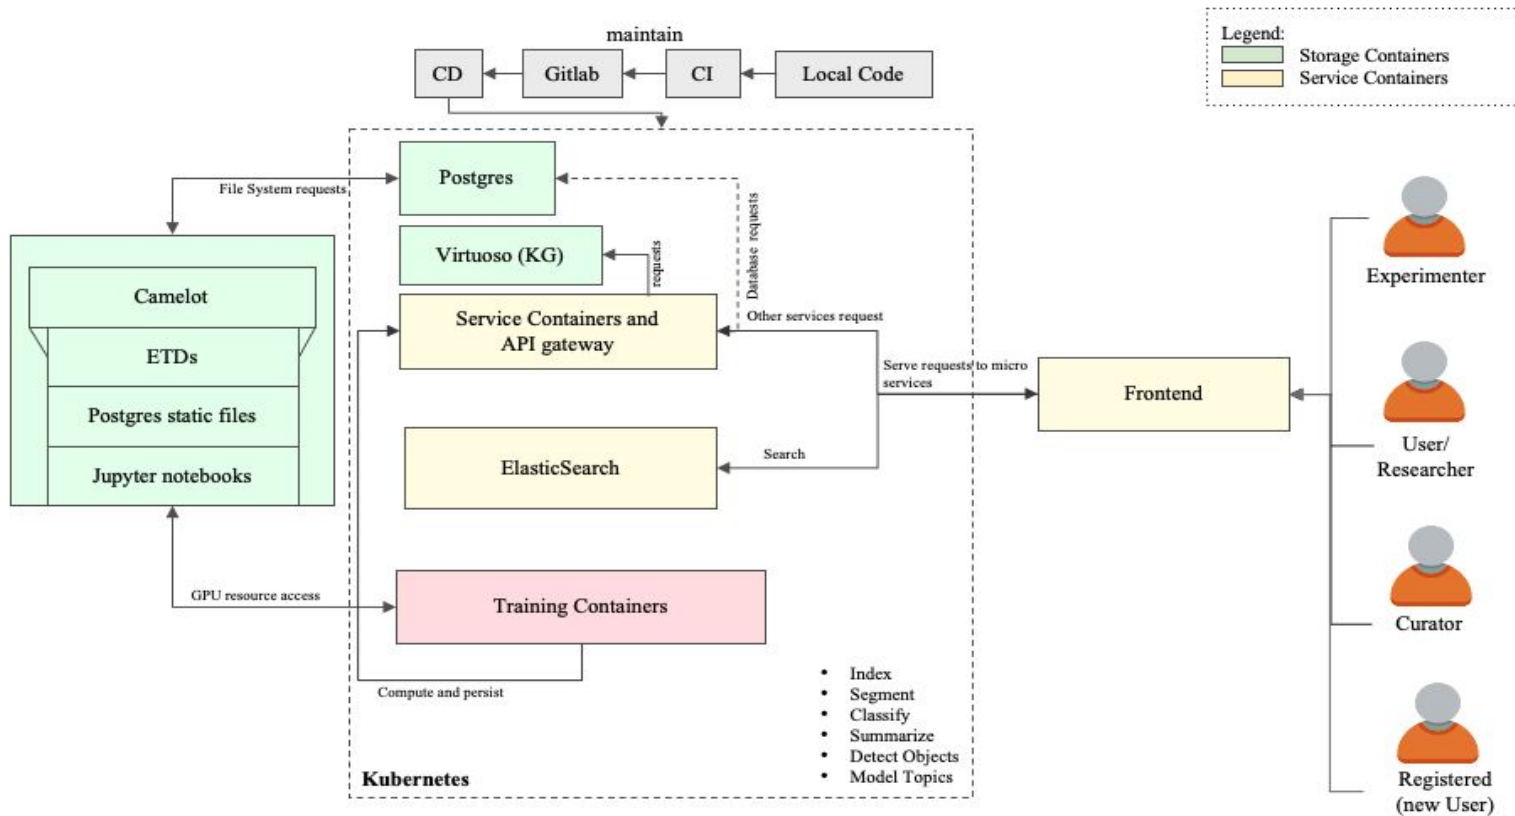 maintain
CD
Gitlab
CI
Local Code
Legend:
Storage Containers
Service Containers
File System requests
Postgres
Virtuoso (KG)
requests
Database requests
Camelot
ETDs
Postgres static files
Jupyter notebooks
Service Containers and
API gateway
Other services request
Serve requests to micro
services
Frontend
ElasticSearch
Search
GPU resource access
Training Containers
Compute and persist
• Index
• Segment
• Classify
• Summarize
• Detect Objects
• Model Topics
Kubernetes
Experimenter
User/
Researcher
Curator
Registered
(new User)